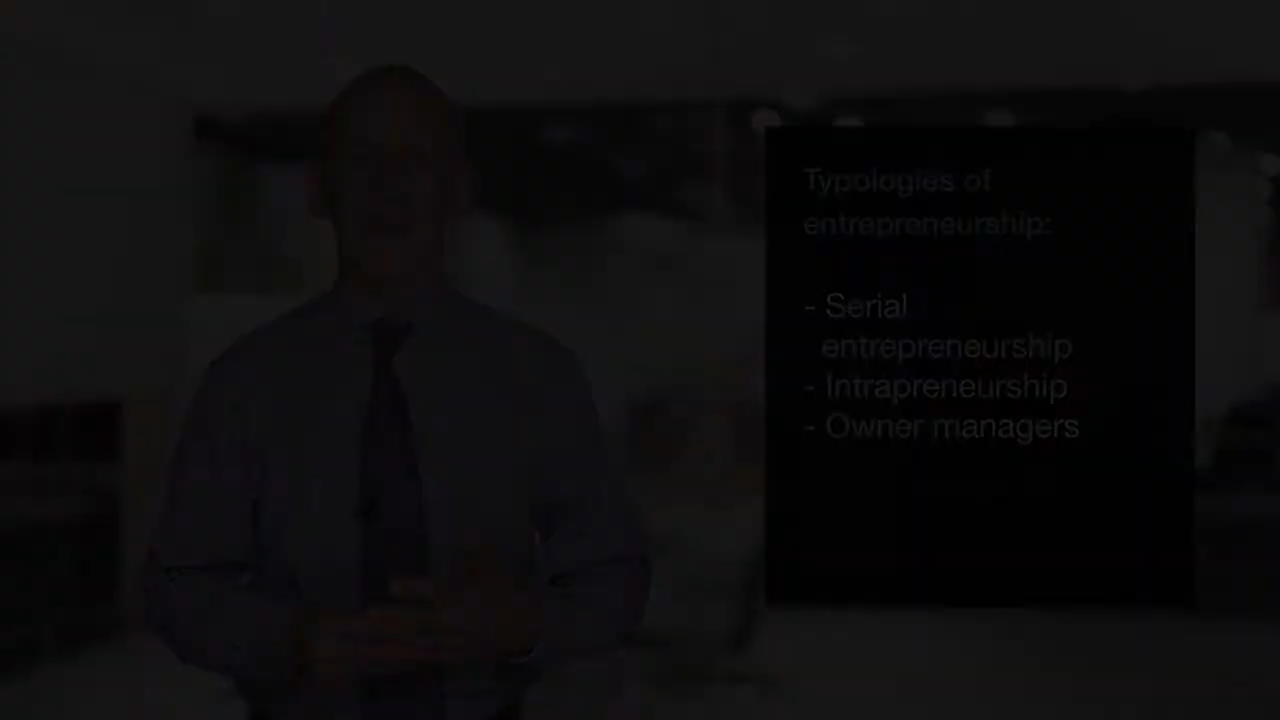 Typologies of
entrepreneurship:
- Serial
entrepreneurship
- Intrapreneurship
- Owner managers